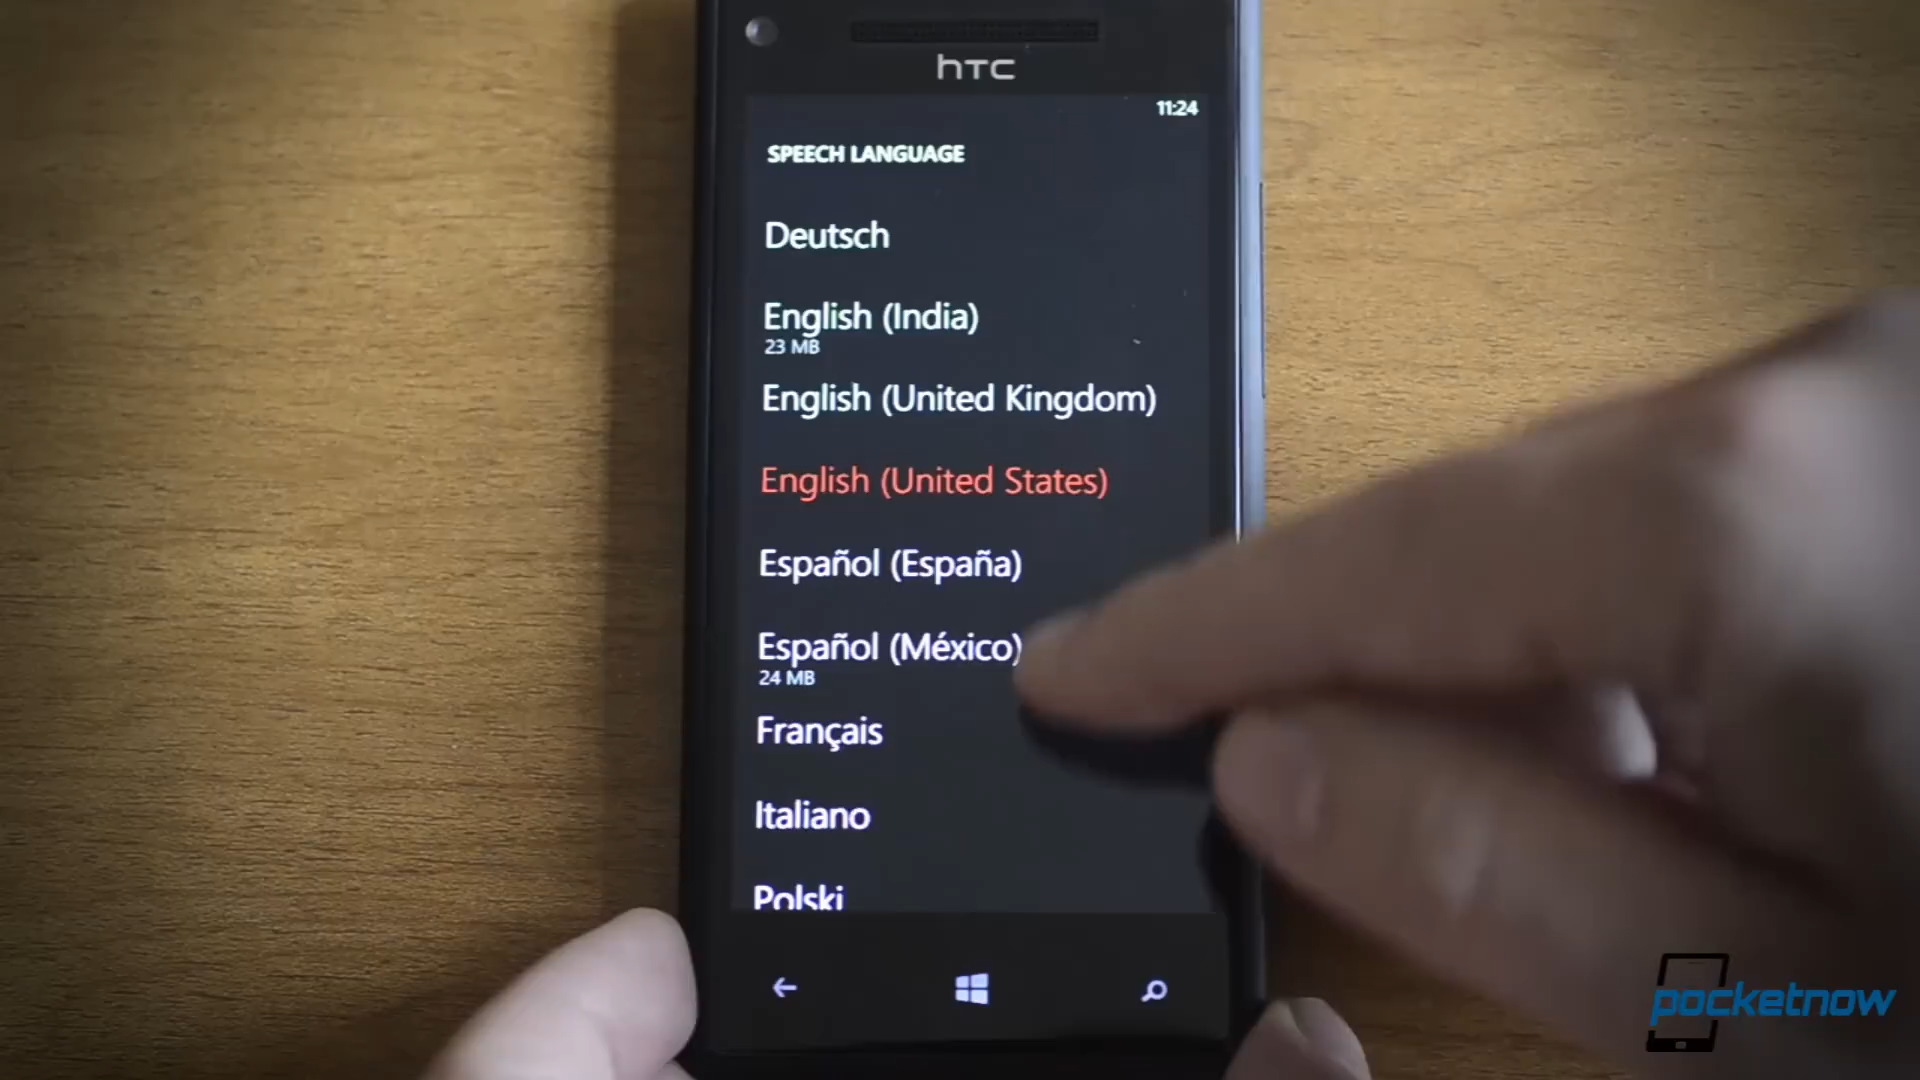 hTC
11:24
SPEECH LANGUAGE
Deutsch
English (India)
23 MB
English (United Kingdom)
English (United States)
Español (España)
Español (México)
24 MB
Français
Italiano
Polski
pocketnow